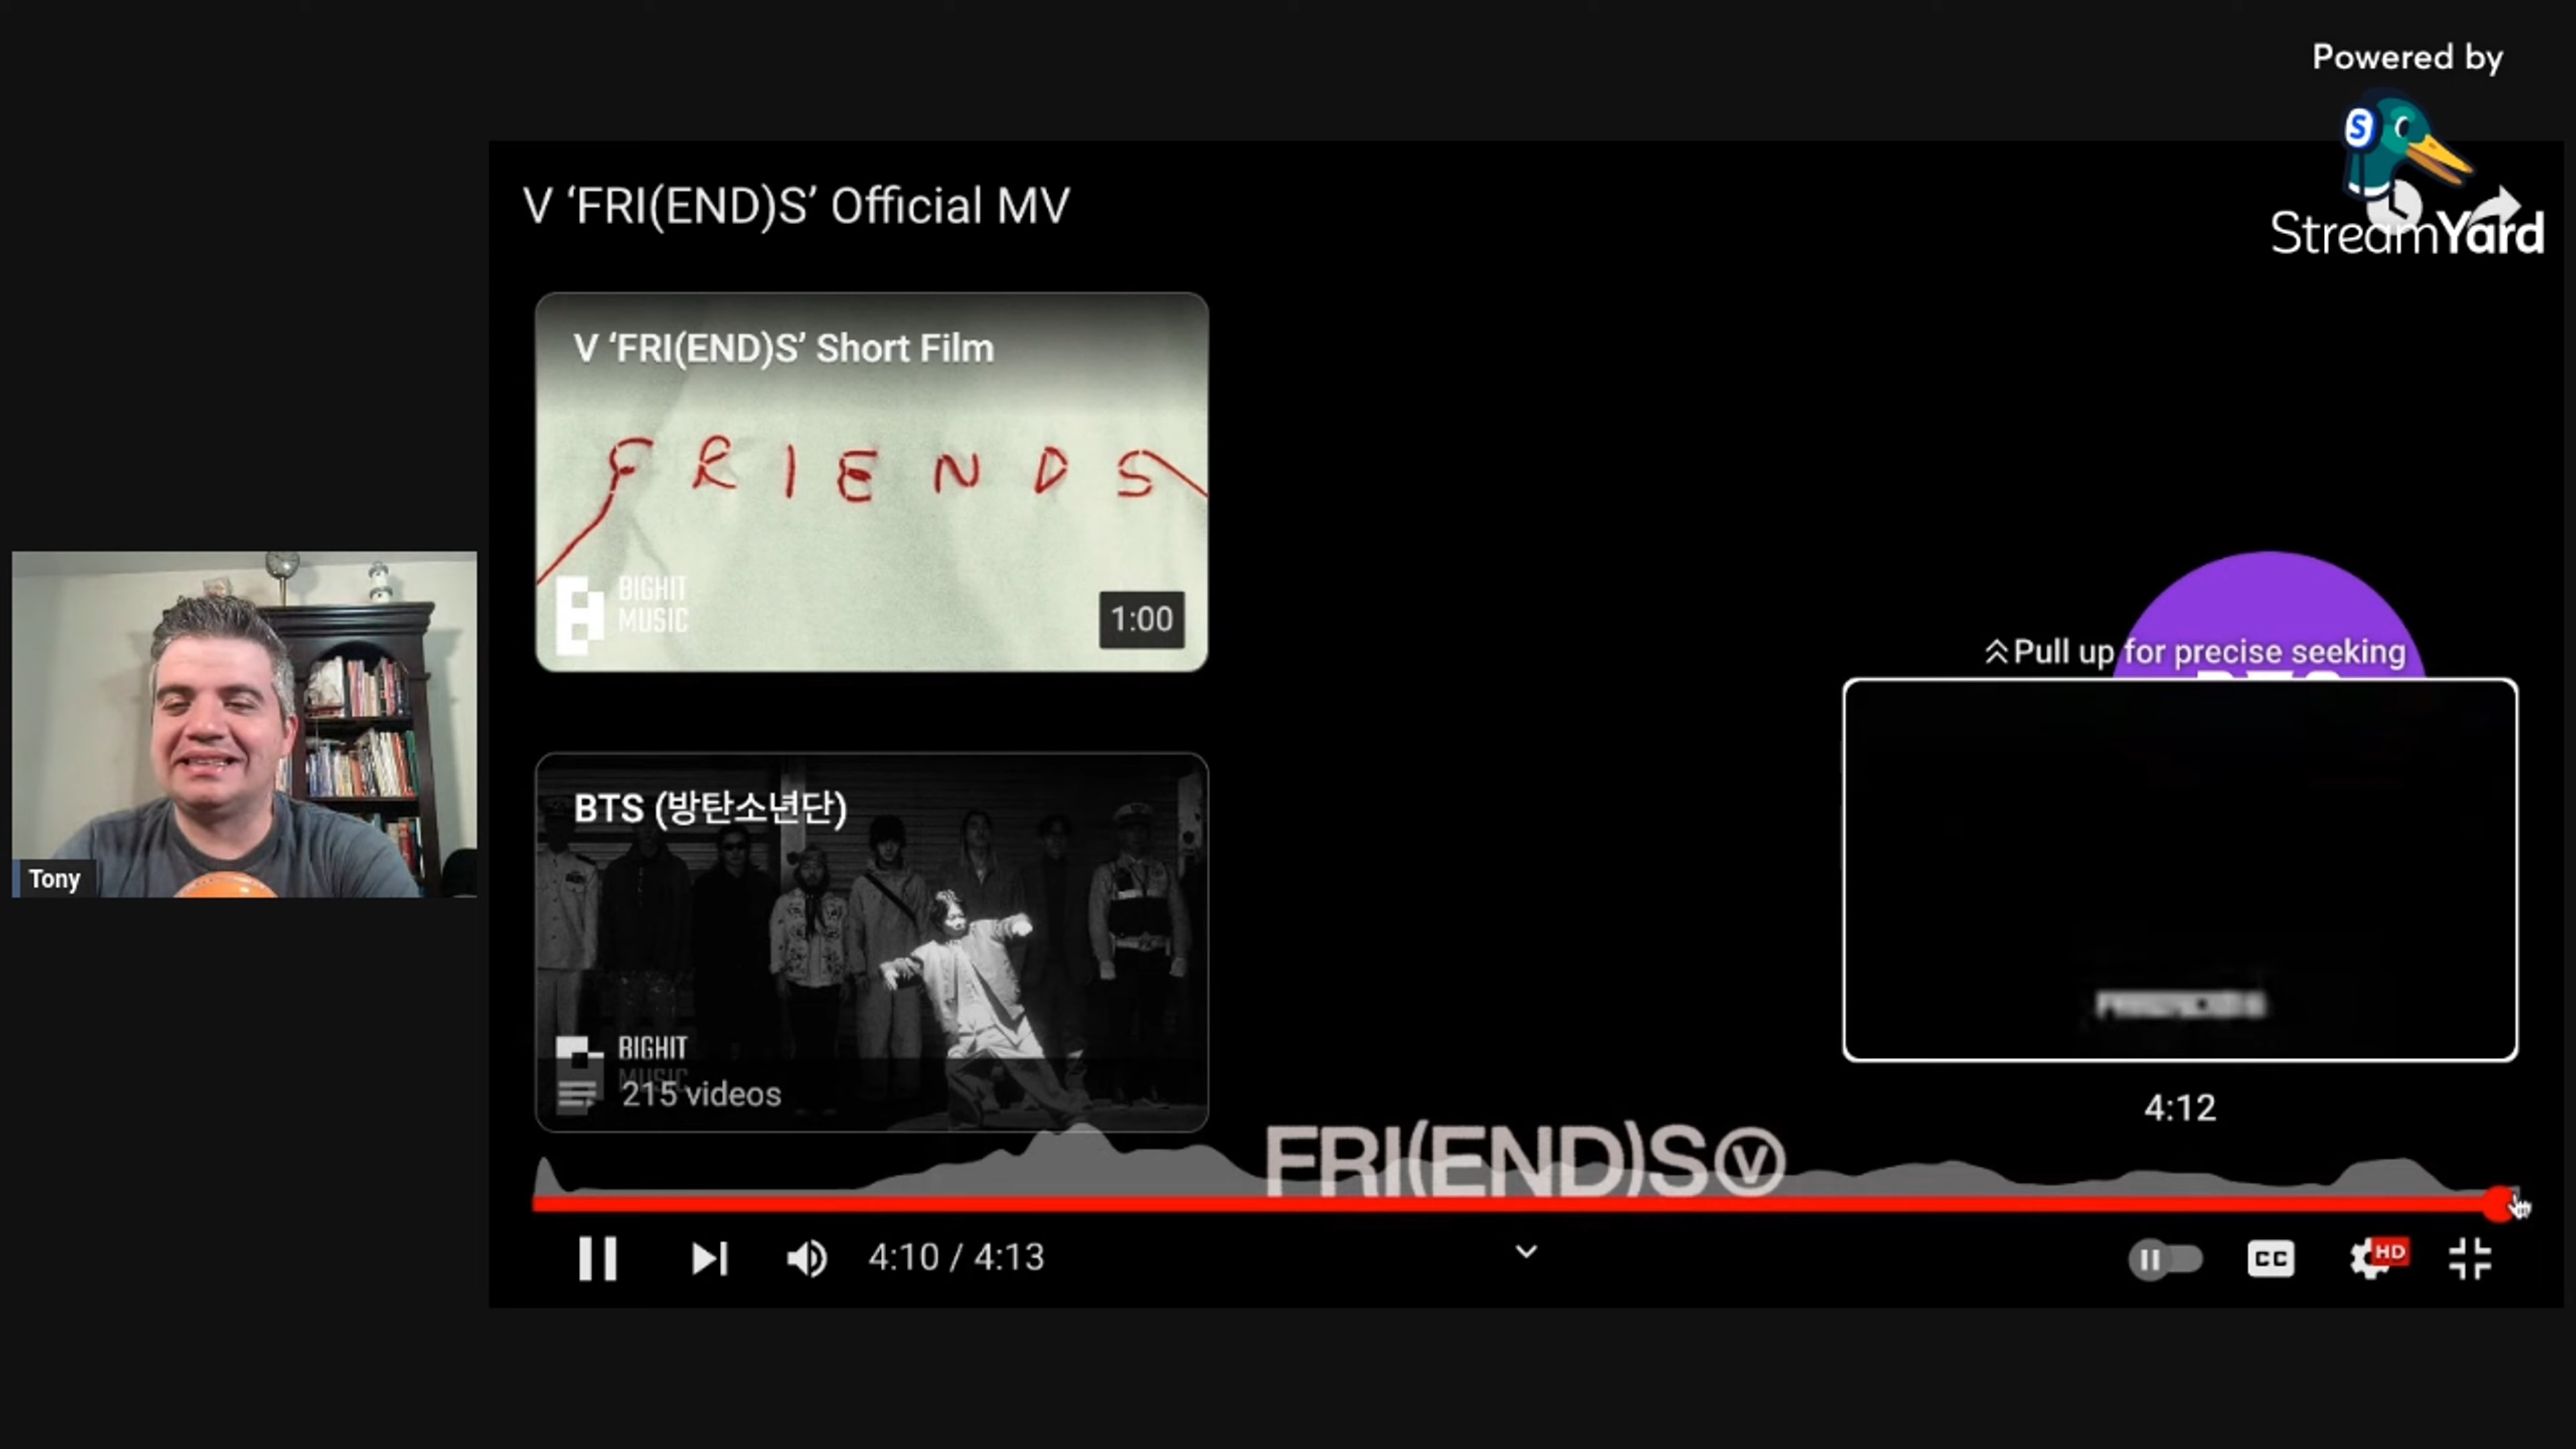 Powered by
S
StreamYard
V ‘FRI(END)S’ Official MV
V ‘FRI(END)S’ Short Film
FRIENDS
BIGHIT
MUSIC
1:00
Pull up for precise seeking
Tony
BTS (방탄소년단)
BIGHIT
MUSIC
215 videos
4:12
FRI(END)S V
4:10 / 4:13
CC
HD